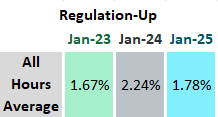 Regulation-Up
Jan-23 Jan-24 Jan-25
All
Hours
Average
1.67% 2.24% 1.78%